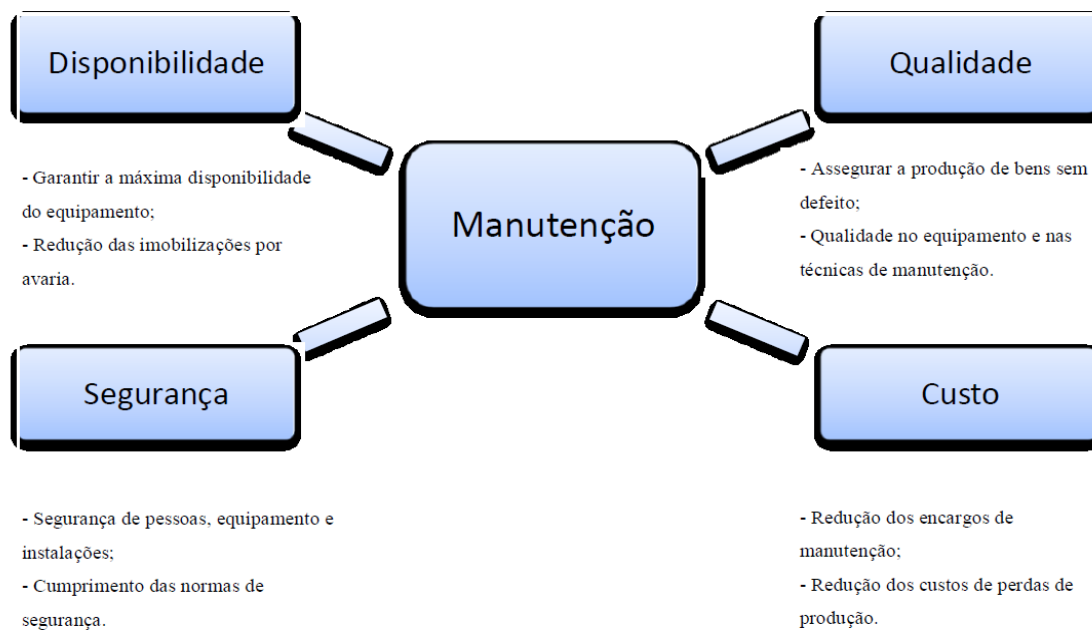 Disponibilidade
- Garantir a máxima disponibilidade
do equipamento;
- Redução das imobilizações por
avaria.
Qualidade
- Assegurar a produção de bens sem
defeito;
- Qualidade no equipamento e nas
técnicas de manutenção.
Manutenção
Segurança
- Segurança de pessoas, equipamento e
instalações;
- Cumprimento das normas de
segurança.
Custo
- Redução dos encargos de
manutenção;
- Redução dos custos de perdas de
produção.